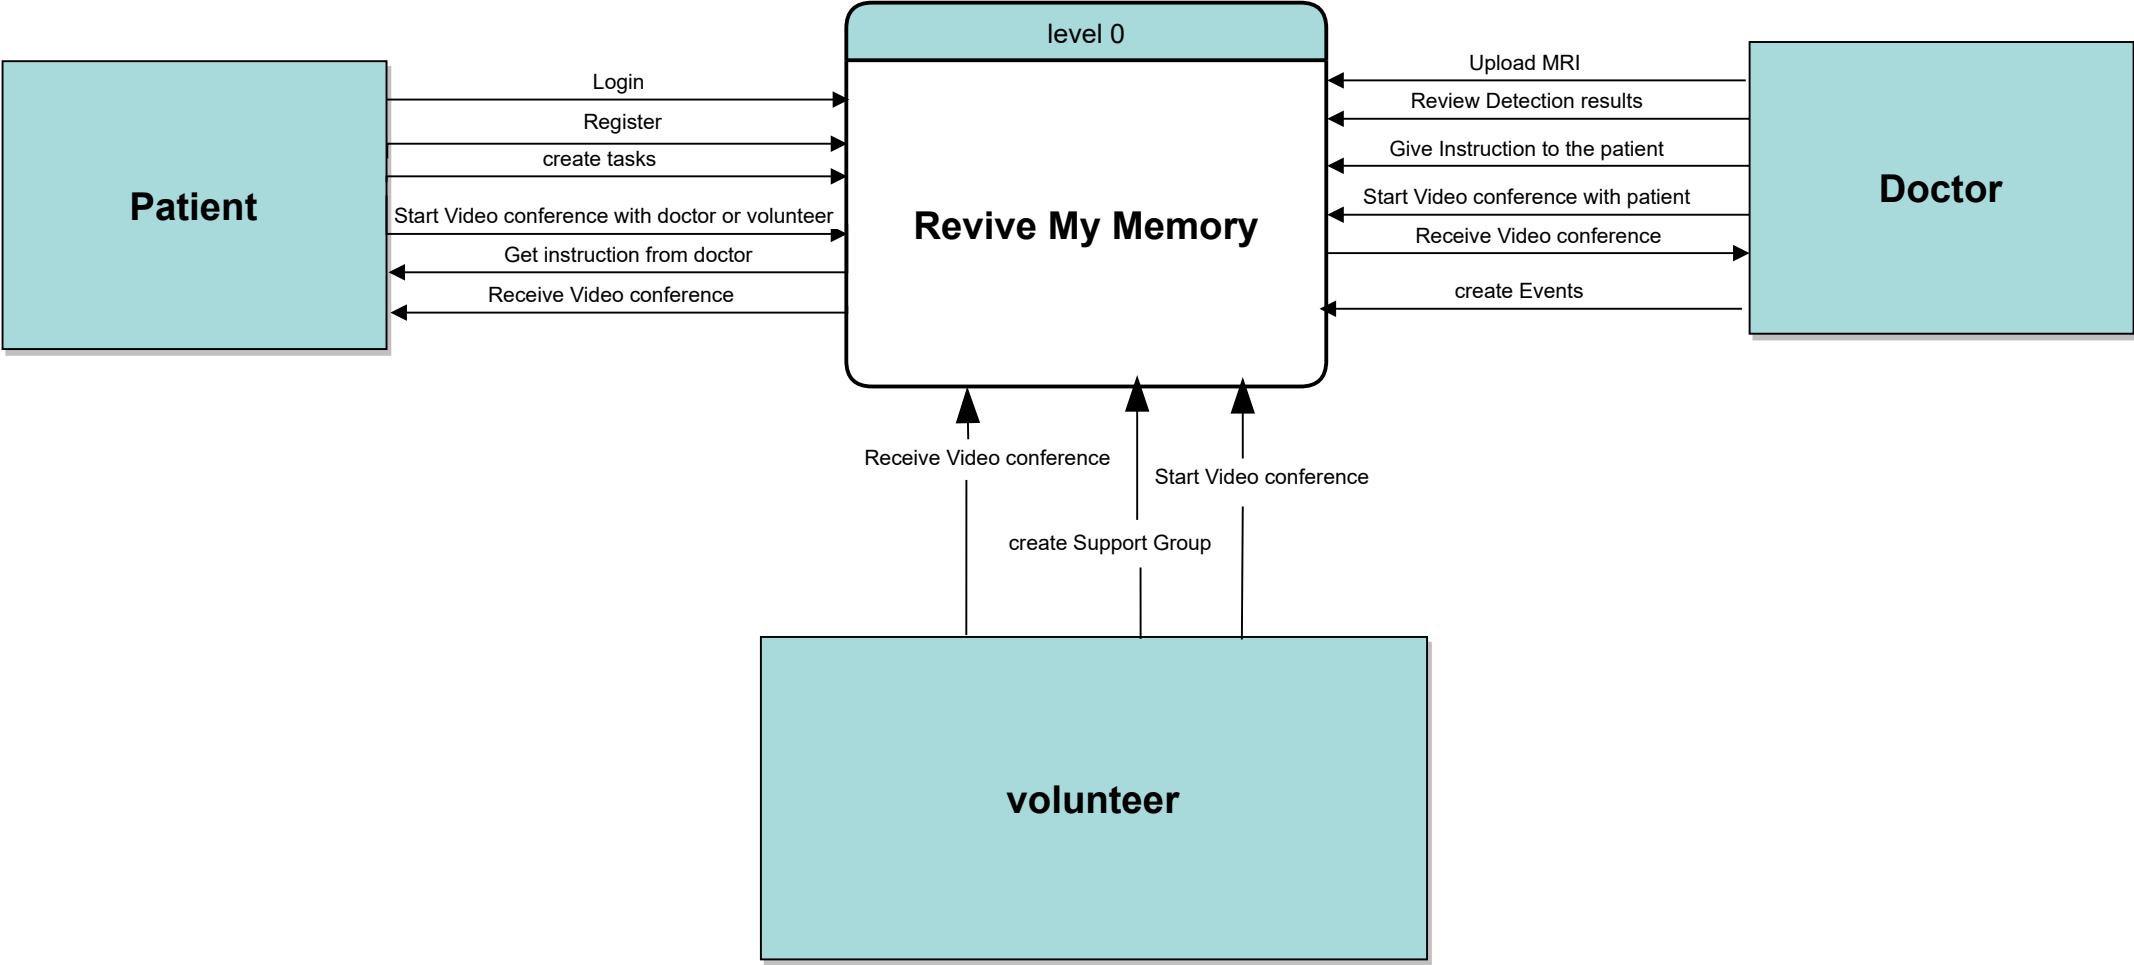 level 0
Login
Register
create tasks
Start Video conference with doctor or volunteer
Get instruction from doctor
Receive Video conference
Patient
Revive My Memory
Upload MRI
Review Detection results
Give Instruction to the patient
Start Video conference with patient
Receive Video conference
create Events
Doctor
Receive Video conference
Start Video conference
create Support Group
volunteer